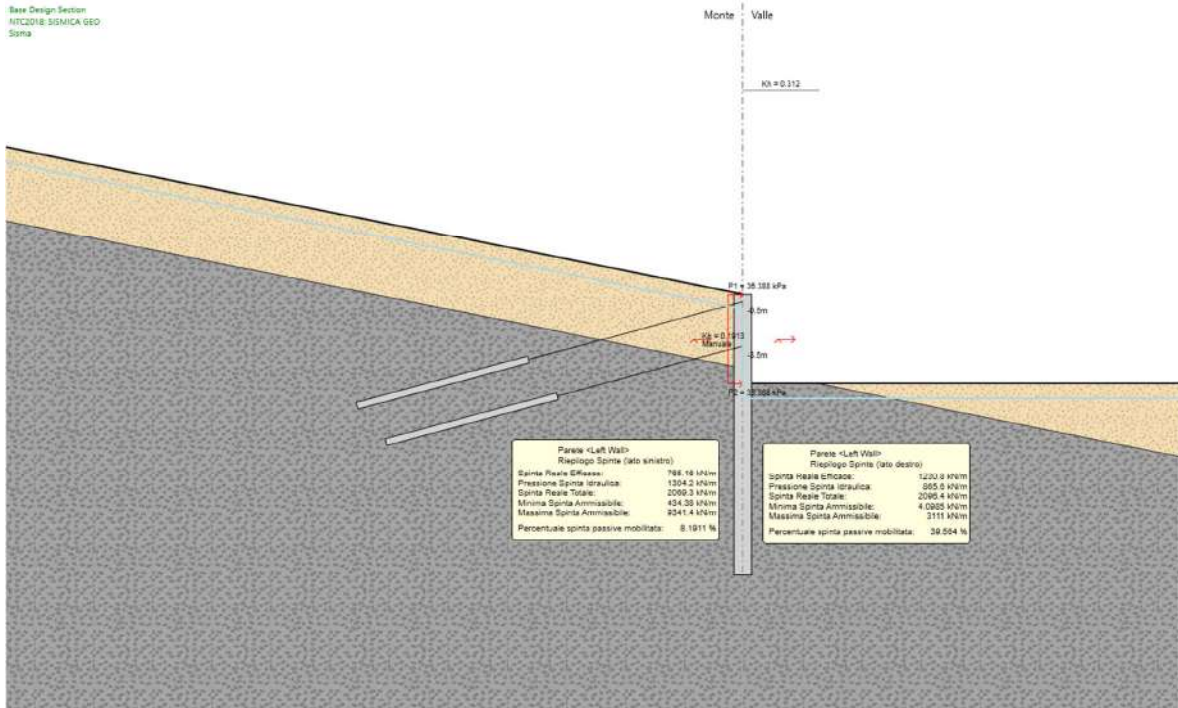 Base Design Section
NTC2018: SISMICA GEO
Sisma
Monte
Valle
Kh = 0.312
P1 = 36.388 kPa
-0.5m
Kh = 0.1913
Manuale
-3.5m
Parete <Left Wall>
Riepilogo Spinte (lato sinistro)
Spinta Reale Efficace: 765.16 kN/m
Pressione Spinta Idraulica: 1304.2 kN/m
Spinta Reale Totale: 2069.3 kN/m
Minima Spinta Ammissibile: 434.38 kN/m
Massima Spinta Ammissibile: 9341.4 kN/m
Percentuale spinta passive mobilitata: 8.1911 %
Parete <Left Wall>
Riepilogo Spinte (lato destro)
Spinta Reale Efficace: 1230.8 kN/m
Pressione Spinta Idraulica: 865.6 kN/m
Spinta Reale Totale: 2096.4 kN/m
Minima Spinta Ammissibile: 4.0985 kN/m
Massima Spinta Ammissibile: 3111 kN/m
Percentuale spinta passive mobilitata: 39.564 %